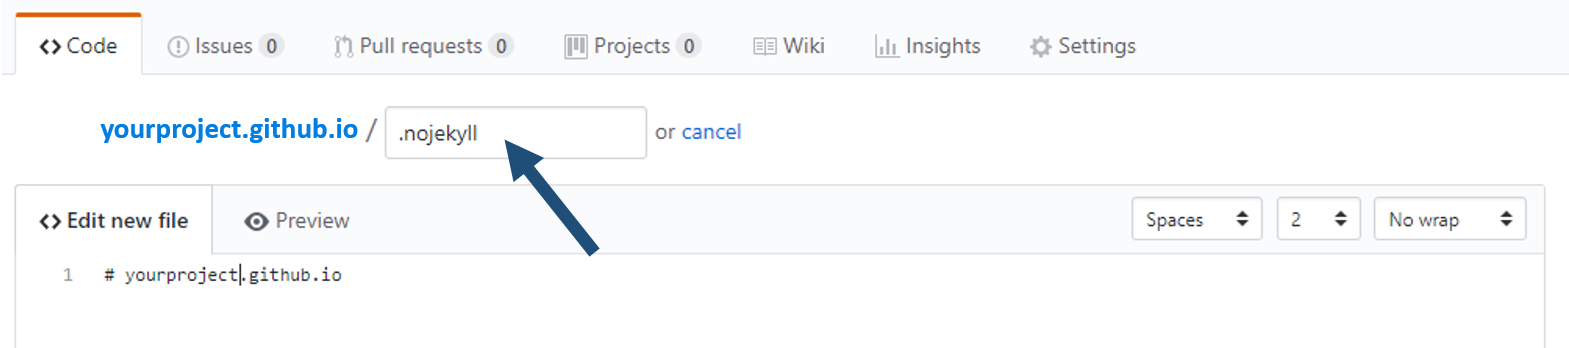 Code Issues 0 Pull requests 0 Projects 0 Wiki Insights Settings
yourproject.github.io / .nojekyll or cancel
Edit new file Preview Spaces 2 No wrap
1 # yourproject.github.io